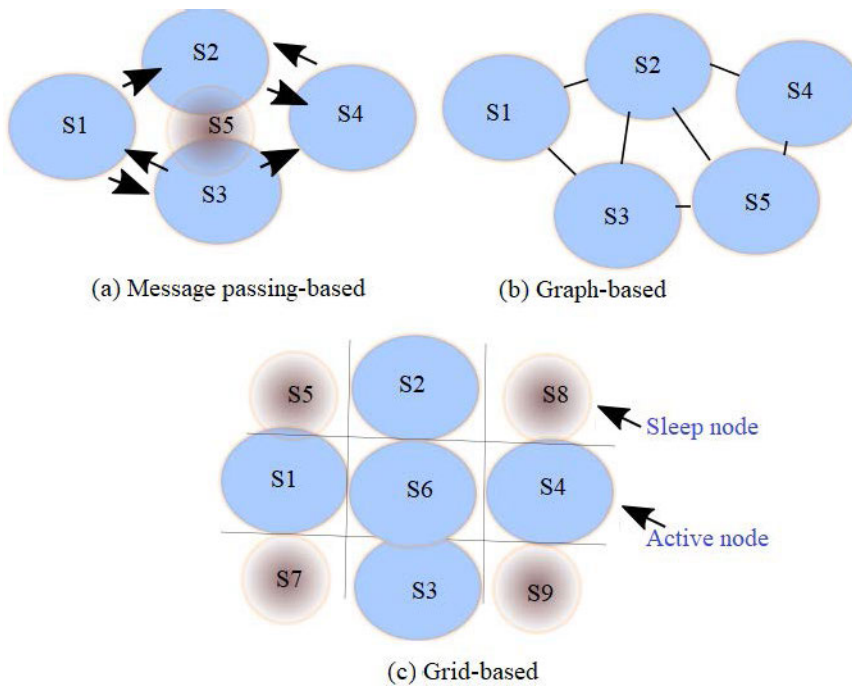 S2
S1
S5
S4
S3
(a) Message passing-based
S2
S4
S1
S3
S5
(b) Graph-based
S5
S2
S8
Sleep node
S1
S6
S4
Active node
S7
S3
S9
(c) Grid-based